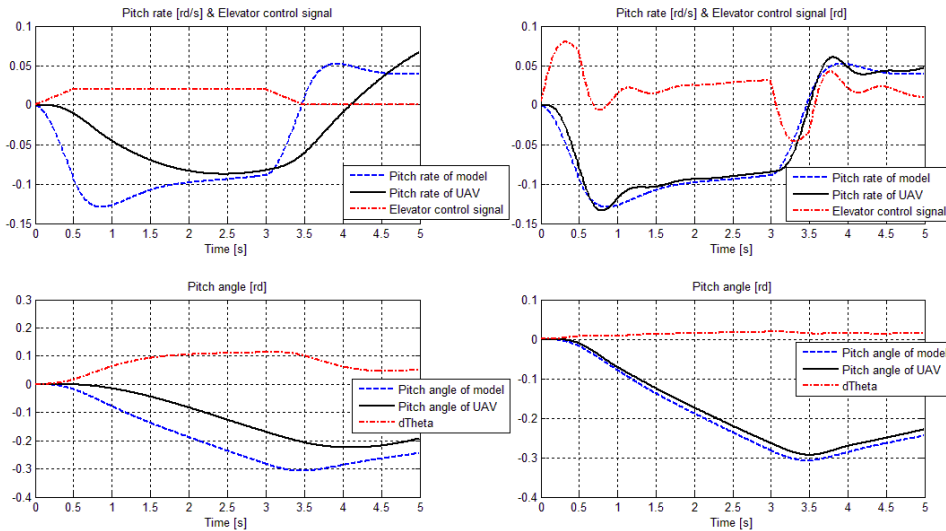 Pitch rate [rd/s] & Elevator control signal
0.1
0.05
0
-0.05
-0.1
-0.15
0 0.5 1 1.5 2 2.5 3 3.5 4 4.5 5
Time [s]
Pitch rate of model
Pitch rate of UAV
Elevator control signal
Pitch rate [rd/s] & Elevator control signal [rd]
0.1
0.05
0
-0.05
-0.1
-0.15
0 0.5 1 1.5 2 2.5 3 3.5 4 4.5 5
Time [s]
Pitch rate of model
Pitch rate of UAV
Elevator control signal
Pitch angle [rd]
0.3
0.2
0.1
0
-0.1
-0.2
-0.3
-0.4
0 0.5 1 1.5 2 2.5 3 3.5 4 4.5 5
Time [s]
Pitch angle of model
Pitch angle of UAV
dTheta
Pitch angle [rd]
0.1
0
-0.1
-0.2
-0.3
-0.4
0 0.5 1 1.5 2 2.5 3 3.5 4 4.5 5
Time [s]
Pitch angle of model
Pitch angle of UAV
dTheta